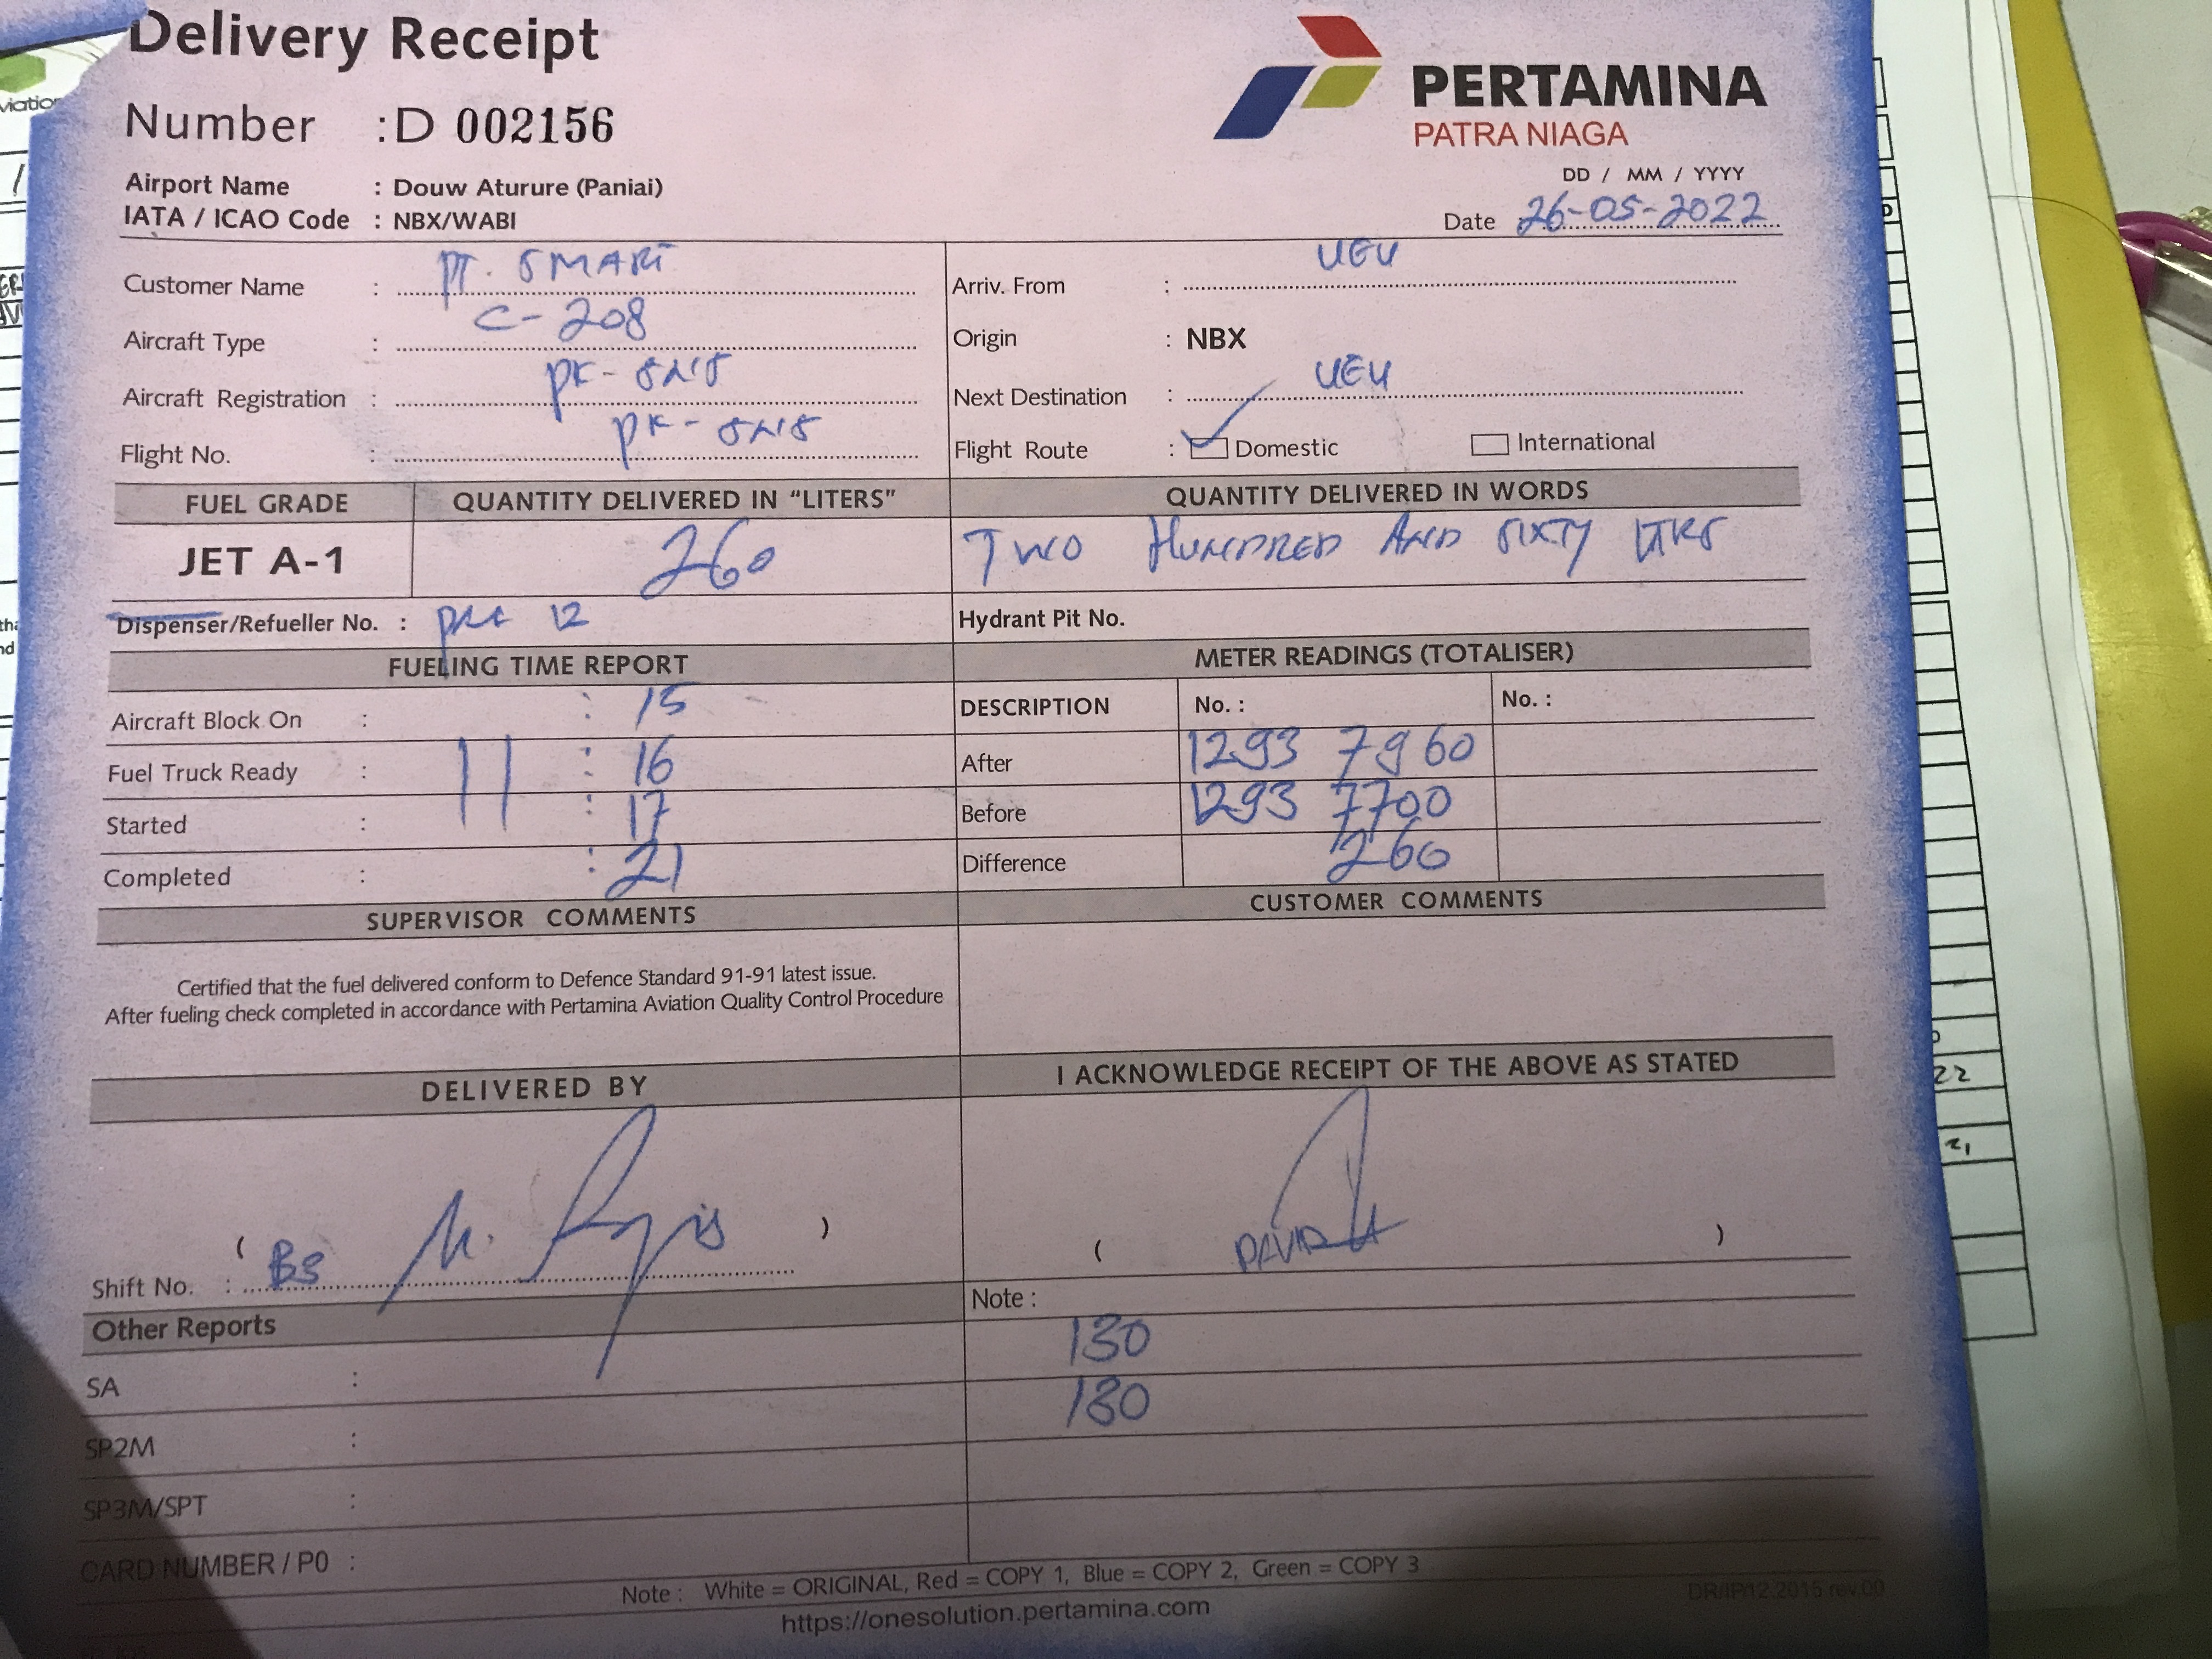 Delivery Receipt
PERTAMINA
PATRA NIAGA
Number : D 002156
Airport Name : Douw Aturure (Paniai)
IATA / ICAO Code : NBX/WABI
DD / MM / YYYY
Date 26-05-2022
Customer Name : PT. SMART
Arriv. From : UEU
Aircraft Type : C-208
Origin : NBX
Aircraft Registration : PK-SNS
Next Destination : UEU
Flight No. : PK-SNS
Flight Route : Domestic International
FUEL GRADE QUANTITY DELIVERED IN "LITERS" QUANTITY DELIVERED IN WORDS
JET A-1 260 TWO HUNDRED AND SIXTY LTRS
Dispenser/Refueller No. : 12
Hydrant Pit No.
FUELING TIME REPORT
METER READINGS (TOTALISER)
Aircraft Block On : : 15
DESCRIPTION No. : No. :
Fuel Truck Ready : 11 : 16
After 1293 7960
Started : : 17
Before 1293 7700
Completed : : 21
Difference 260
SUPERVISOR COMMENTS
CUSTOMER COMMENTS
Certified that the fuel delivered conform to Defence Standard 91-91 latest issue.
After fueling check completed in accordance with Pertamina Aviation Quality Control Procedure
DELIVERED BY
I ACKNOWLEDGE RECEIPT OF THE ABOVE AS STATED
( )
( DAVID )
Shift No. : B3
Note :
Other Reports
130
SA :
130
SP2M :
SP3M/SPT :
CARD NUMBER / P0 :
Note : White = ORIGINAL, Red = COPY 1, Blue = COPY 2, Green = COPY 3
https://onesolution.pertamina.com